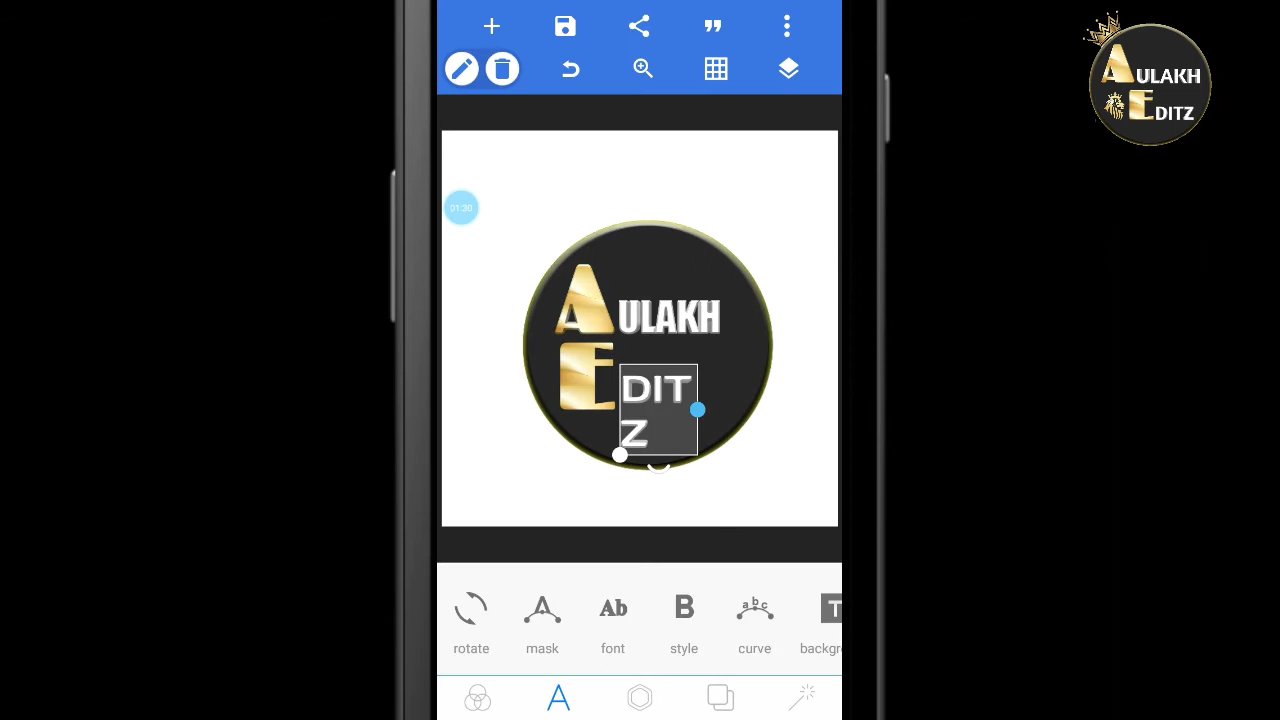 01:30
AULAKH
EDIT
Z
rotate
mask
Ab
font
B
style
abc
curve
T
backgr
A
AULAKH
EDITZ